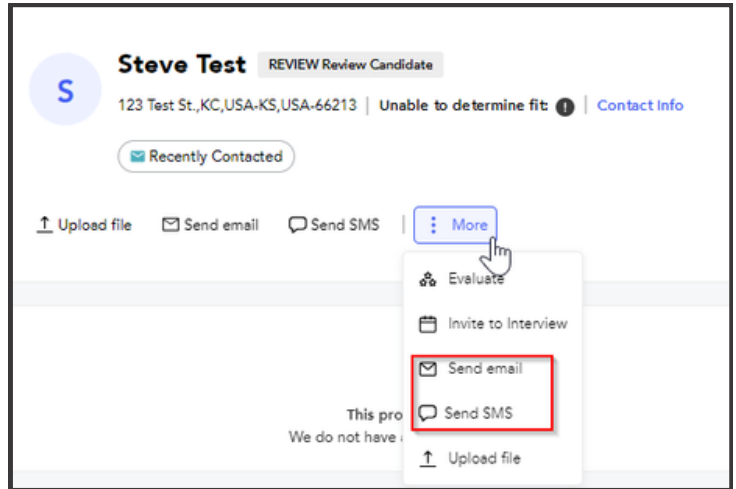 S
Steve Test REVIEW Review Candidate
123 Test St.,KC,USA-KS,USA-66213 | Unable to determine fit: ! | Contact Info
Recently Contacted
Upload file Send email Send SMS | More
Evaluate
Invite to Interview
Send email
This pro Send SMS
We do not have
Upload file